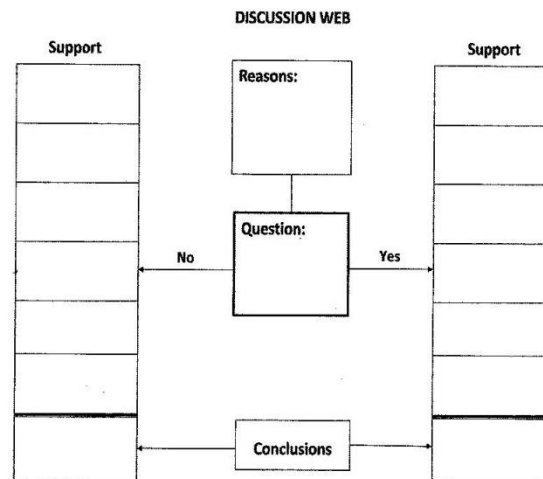 DISCUSSION WEB
Support
Support
Reasons:
Question:
No
Yes
Conclusions